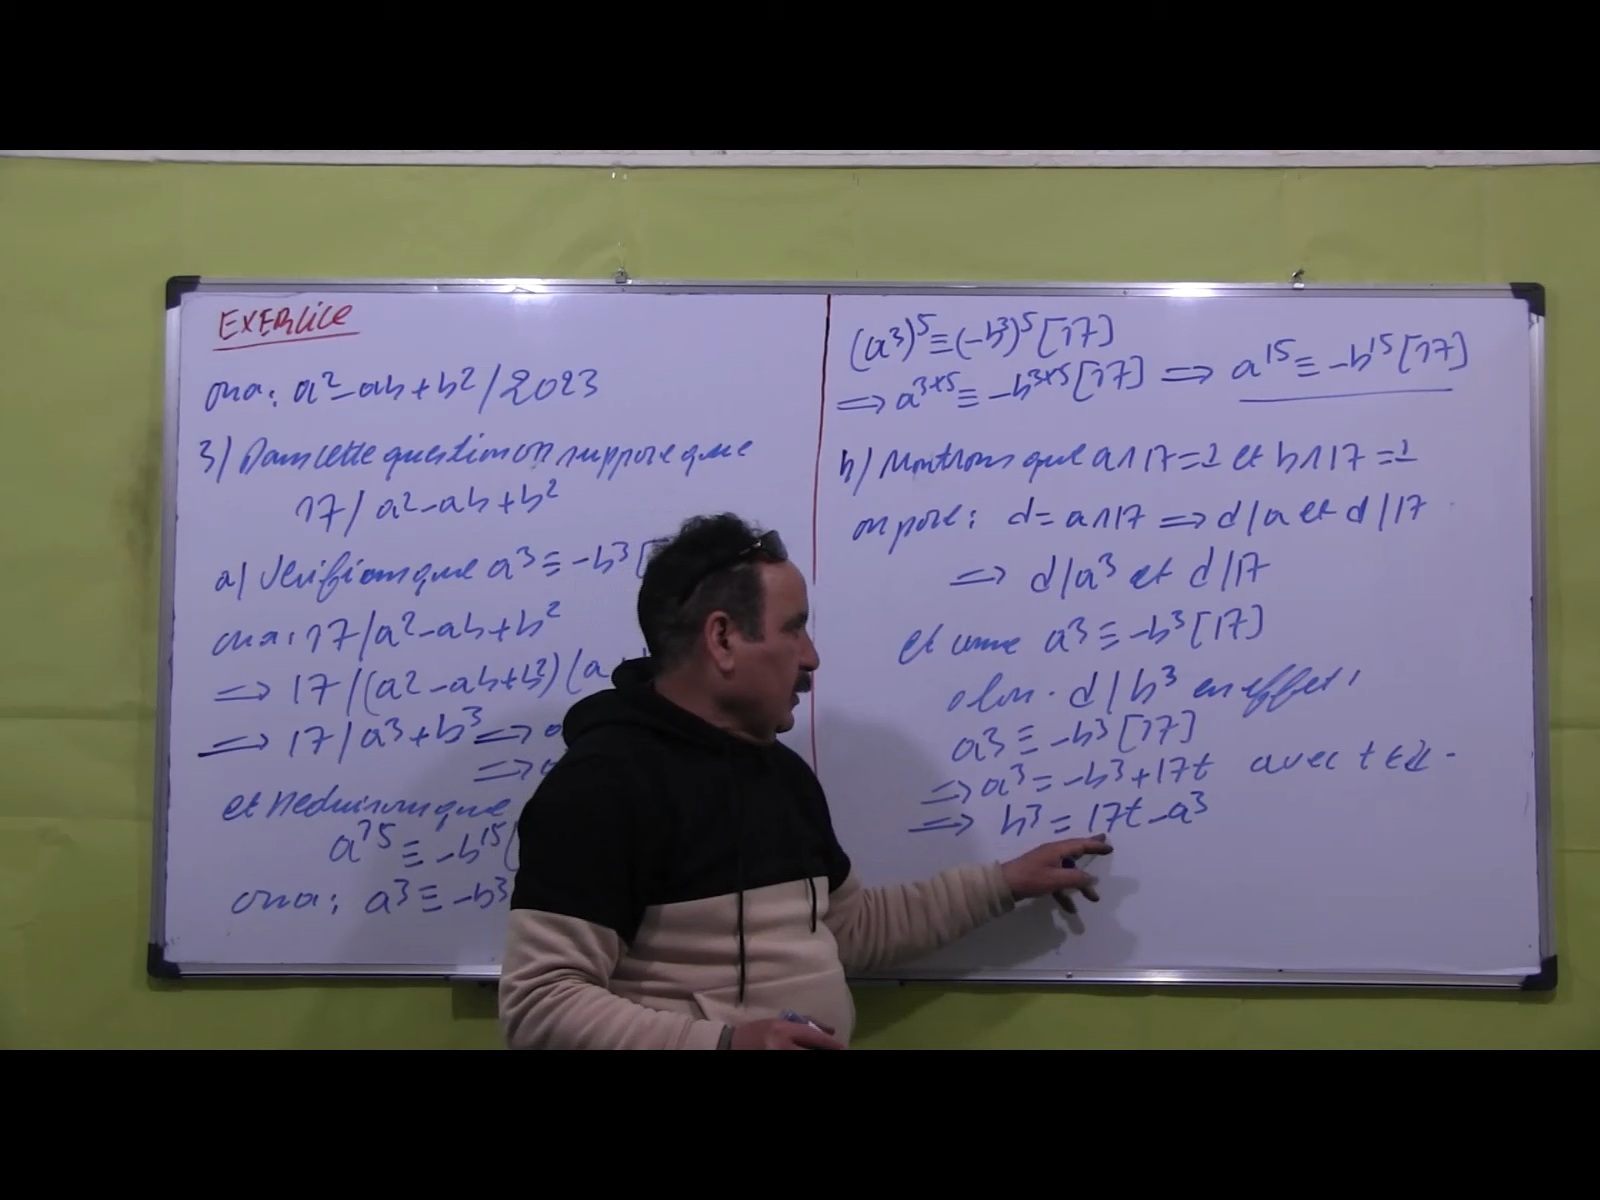 EXERCICE
on a : a² - ab + b² / 2023
3/ Dans cette question on suppose que
17 / a² - ab + b²
a/ Vérifions que a³ ≡ -b³ [
on a : 17 / a² - ab + b²
⇒ 17 / (a² - ab + b²) (a +
⇒ 17 / a³ + b³ ⇒ a
⇒ a
et déduisons que
a¹⁵ ≡ -b¹⁵ [
on a : a³ ≡ -b³
(a³)⁵ ≡ (-b³)⁵ [17]
⇒ a³ˣ⁵ ≡ -b³ˣ⁵ [17] ⇒ a¹⁵ ≡ -b¹⁵ [17]
b/ Montrons que a∧17 = 1 et b∧17 = 1
on pose : d = a∧17 ⇒ d / a et d / 17
⇒ d / a³ et d / 17
et comme a³ ≡ -b³ [17]
alors d / b³ en effet :
a³ ≡ -b³ [17]
⇒ a³ = -b³ + 17t avec t ∈ ℤ.
⇒ b³ = 17t - a³